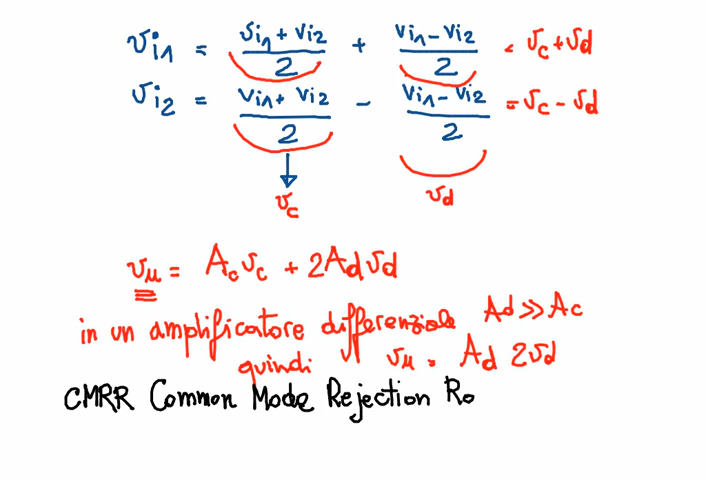 vi1 = (vi1 + vi2)/2 + (vi1 - vi2)/2 = vc + vd
vi2 = (vi1 + vi2)/2 - (vi1 - vi2)/2 = vc - vd
vc vd
vu = Ac vc + 2Ad vd
in un amplificatore differenziale Ad >> Ac
quindi vu = Ad 2vd
CMRR Common Mode Rejection Ra